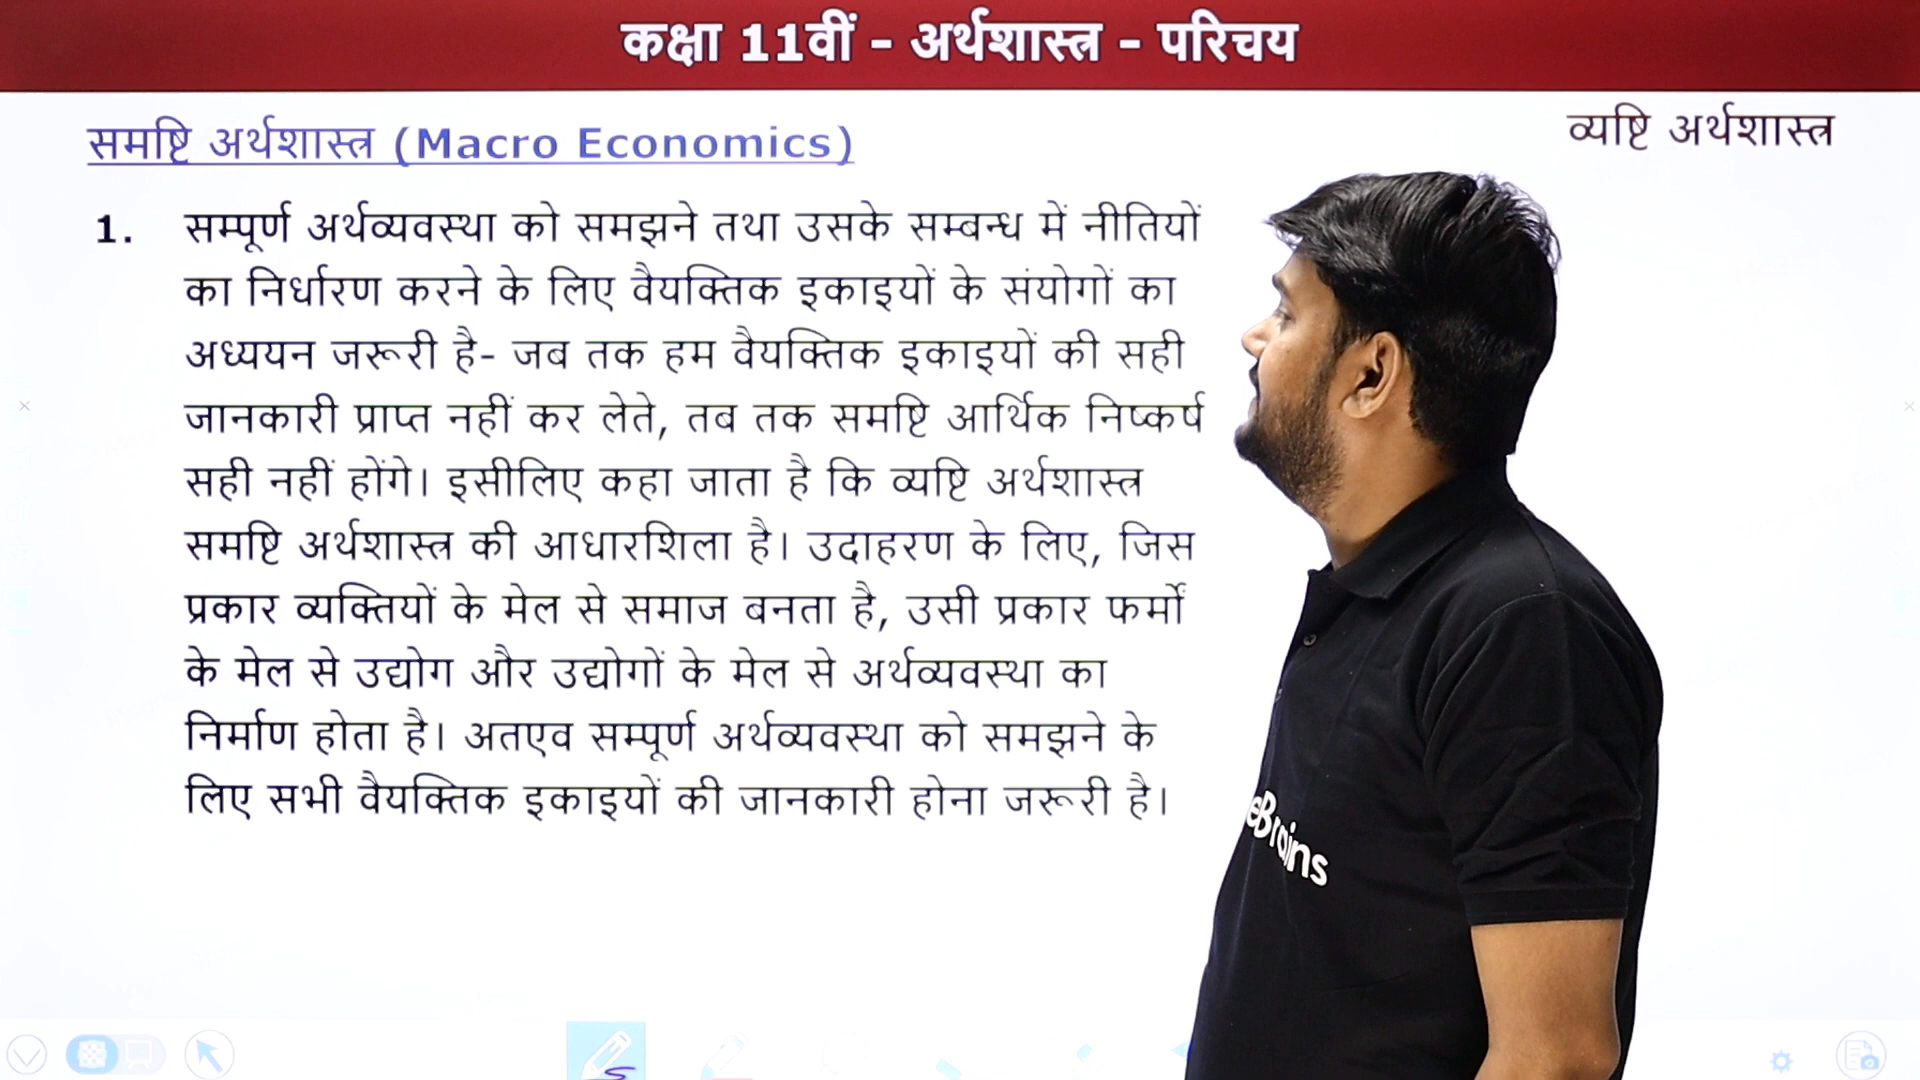 कक्षा 11वीं - अर्थशास्त्र - परिचय
समष्टि अर्थशास्त्र (Macro Economics)
व्यष्टि अर्थशास्त्र
1. सम्पूर्ण अर्थव्यवस्था को समझने तथा उसके सम्बन्ध में नीतियों
का निर्धारण करने के लिए वैयक्तिक इकाइयों के संयोगों का
अध्ययन जरूरी है- जब तक हम वैयक्तिक इकाइयों की सही
जानकारी प्राप्त नहीं कर लेते, तब तक समष्टि आर्थिक निष्कर्ष
सही नहीं होंगे। इसीलिए कहा जाता है कि व्यष्टि अर्थशास्त्र
समष्टि अर्थशास्त्र की आधारशिला है। उदाहरण के लिए, जिस
प्रकार व्यक्तियों के मेल से समाज बनता है, उसी प्रकार फर्मों
के मेल से उद्योग और उद्योगों के मेल से अर्थव्यवस्था का
निर्माण होता है। अतएव सम्पूर्ण अर्थव्यवस्था को समझने के
लिए सभी वैयक्तिक इकाइयों की जानकारी होना जरूरी है।
eBrains